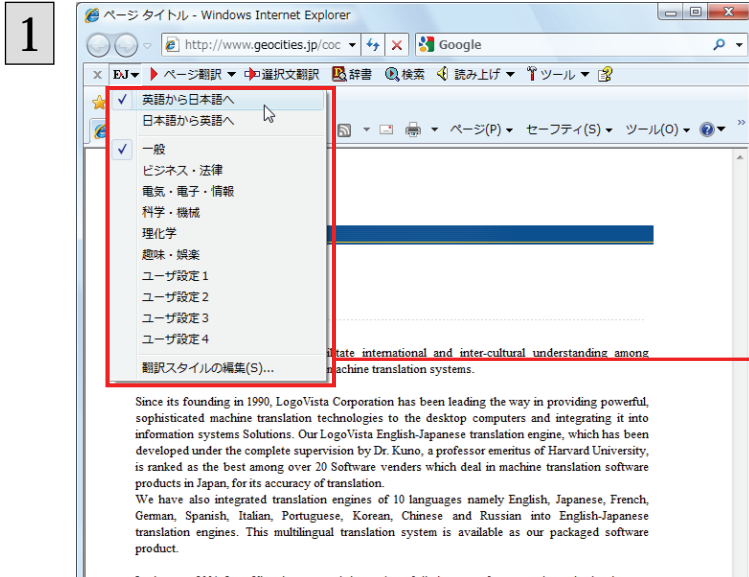 1
ページ タイトル - Windows Internet Explorer
http://www.geocities.jp/coc
Google
x EXJ ページ翻訳 選択文翻訳 辞書 検索 読み上げ ツール
英語から日本語へ
日本語から英語へ
ページ(P) セーフティ(S) ツール(O) »
一般
ビジネス・法律
電気・電子・情報
科学・機械
理化学
趣味・娯楽
ユーザ設定1
ユーザ設定2
ユーザ設定3
ユーザ設定4
翻訳スタイルの編集(S)...
international and inter-cultural understanding among
machine translation systems.
Since its founding in 1990, LogoVista Corporation has been leading the way in providing powerful,
sophisticated machine translation technologies to the desktop computers and integrating it into
information systems Solutions. Our LogoVista English-Japanese translation engine, which has been
developed under the complete supervision by Dr. Kuno, a professor emeritus of Harvard University,
is ranked as the best among over 20 Software venders which deal in machine translation software
products in Japan, for its accuracy of translation.
We have also integrated translation engines of 10 languages namely English, Japanese, French,
German, Spanish, Italian, Portuguese, Korean, Chinese and Russian into English-Japanese
translation engines. This multilingual translation system is available as our packaged software
product.